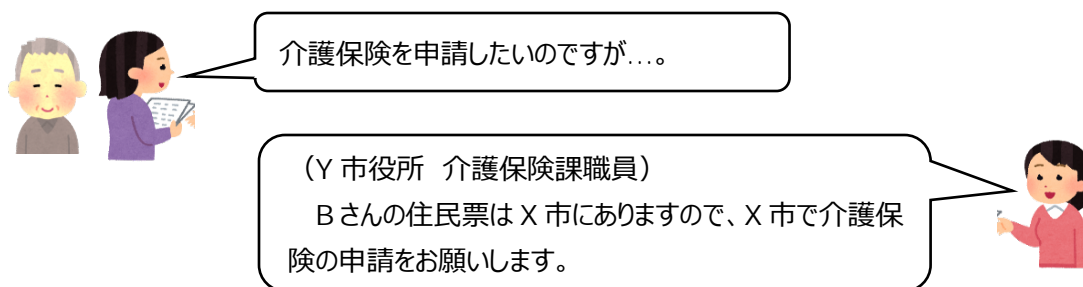 介護保険を申請したいのですが…。
（Y 市役所　介護保険課職員）
Ｂさんの住民票は X 市にありますので、X 市で介護保
険の申請をお願いします。